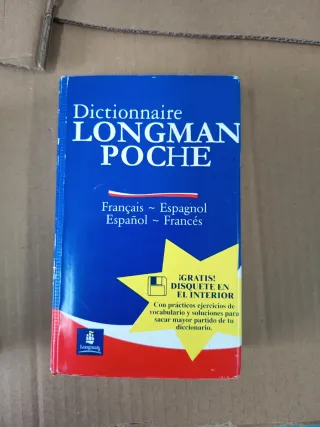 Dictionnaire
LONGMAN
POCHE
Français ~ Espagnol
Español ~ Francés
¡GRATIS!
DISQUETE EN
EL INTERIOR
Con prácticos ejercicios de
vocabulario y soluciones para
sacar mayor partido de tu
diccionario.
Longman